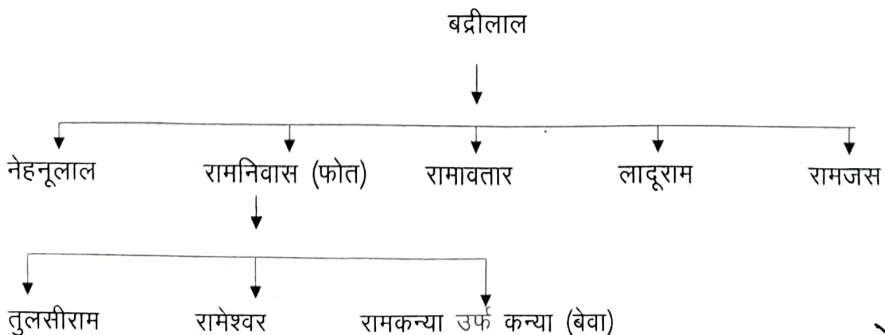 बद्रीलाल
नेहनूलाल रामनिवास (फोत) रामावतार लादूराम रामजस
तुलसीराम रामेश्वर रामकन्या उर्फ कन्या (बेवा)